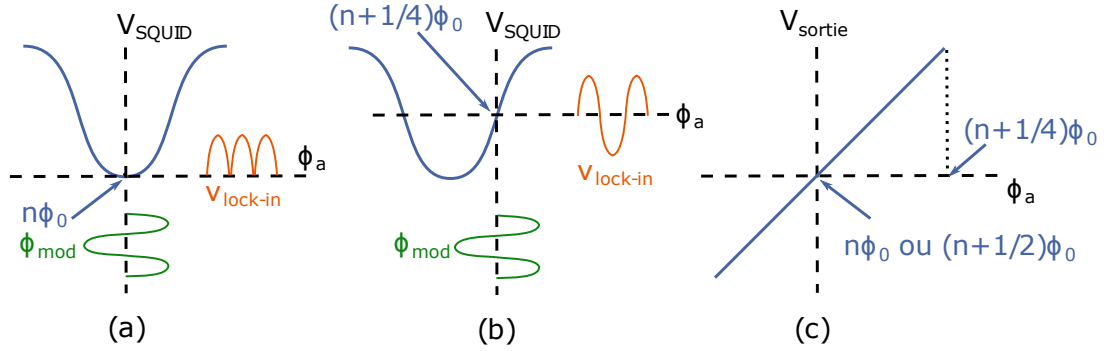 V_SQUID
ϕ_a
v_lock-in
nϕ_0
ϕ_mod
(a)
(n+1/4)ϕ_0
V_SQUID
ϕ_a
v_lock-in
ϕ_mod
(b)
V_sortie
(n+1/4)ϕ_0
ϕ_a
nϕ_0 ou (n+1/2)ϕ_0
(c)